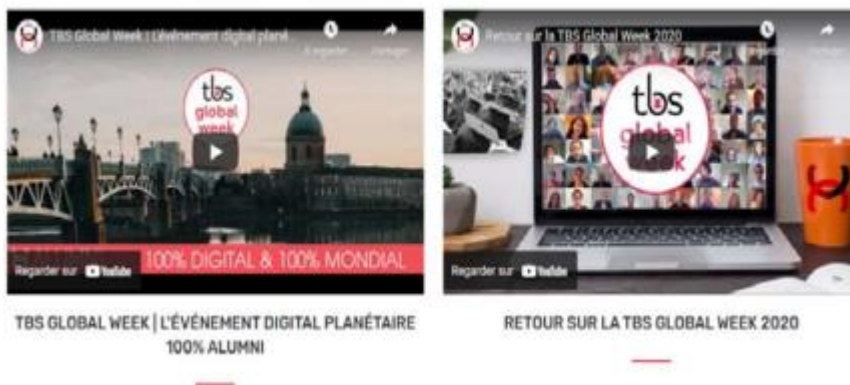 TBS Global Week | L'événement digital plané
À regarder
Partager
tbs
global
week
100% DIGITAL & 100% MONDIAL
Regarder sur YouTube
TBS GLOBAL WEEK | L'ÉVÉNEMENT DIGITAL PLANÉTAIRE
100% ALUMNI
Retour sur la TBS Global Week 2020
tbs
global
Regarder sur YouTube
RETOUR SUR LA TBS GLOBAL WEEK 2020